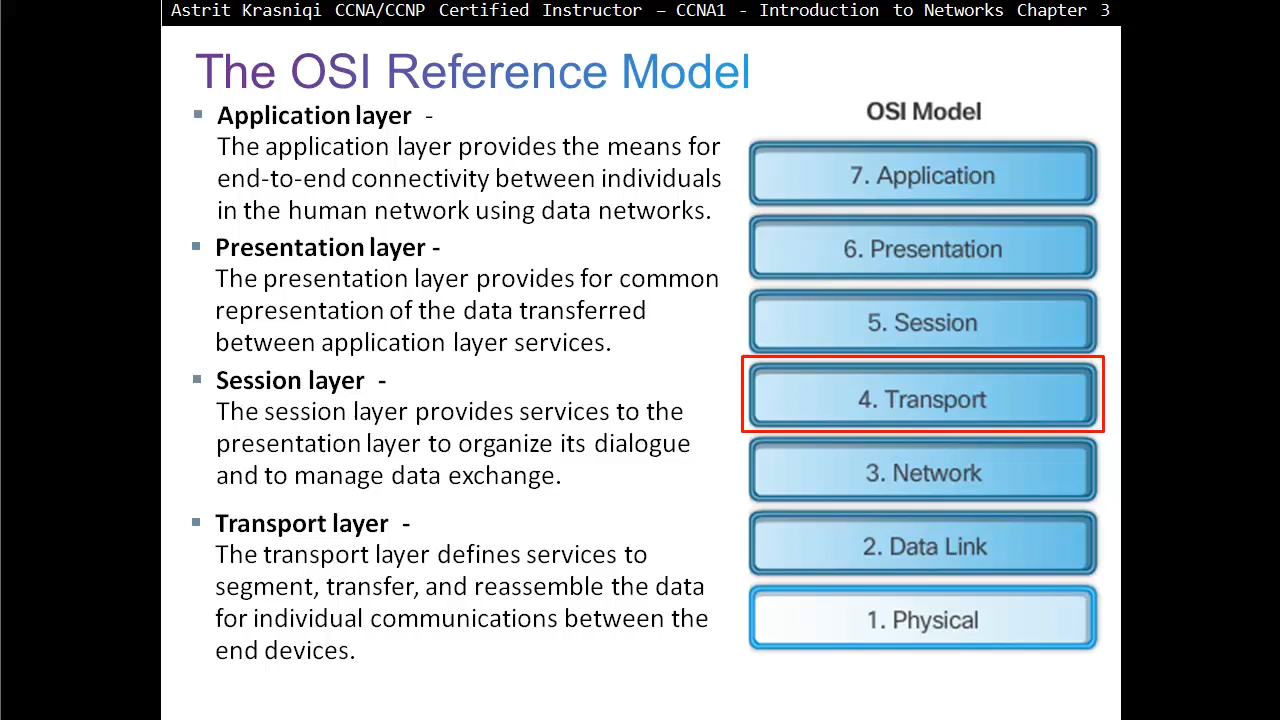 Astrit Krasniqi CCNA/CCNP Certified Instructor – CCNA1 - Introduction to Networks Chapter 3
The OSI Reference Model
Application layer -
The application layer provides the means for
end-to-end connectivity between individuals
in the human network using data networks.
Presentation layer -
The presentation layer provides for common
representation of the data transferred
between application layer services.
Session layer -
The session layer provides services to the
presentation layer to organize its dialogue
and to manage data exchange.
Transport layer -
The transport layer defines services to
segment, transfer, and reassemble the data
for individual communications between the
end devices.
OSI Model
7. Application
6. Presentation
5. Session
4. Transport
3. Network
2. Data Link
1. Physical